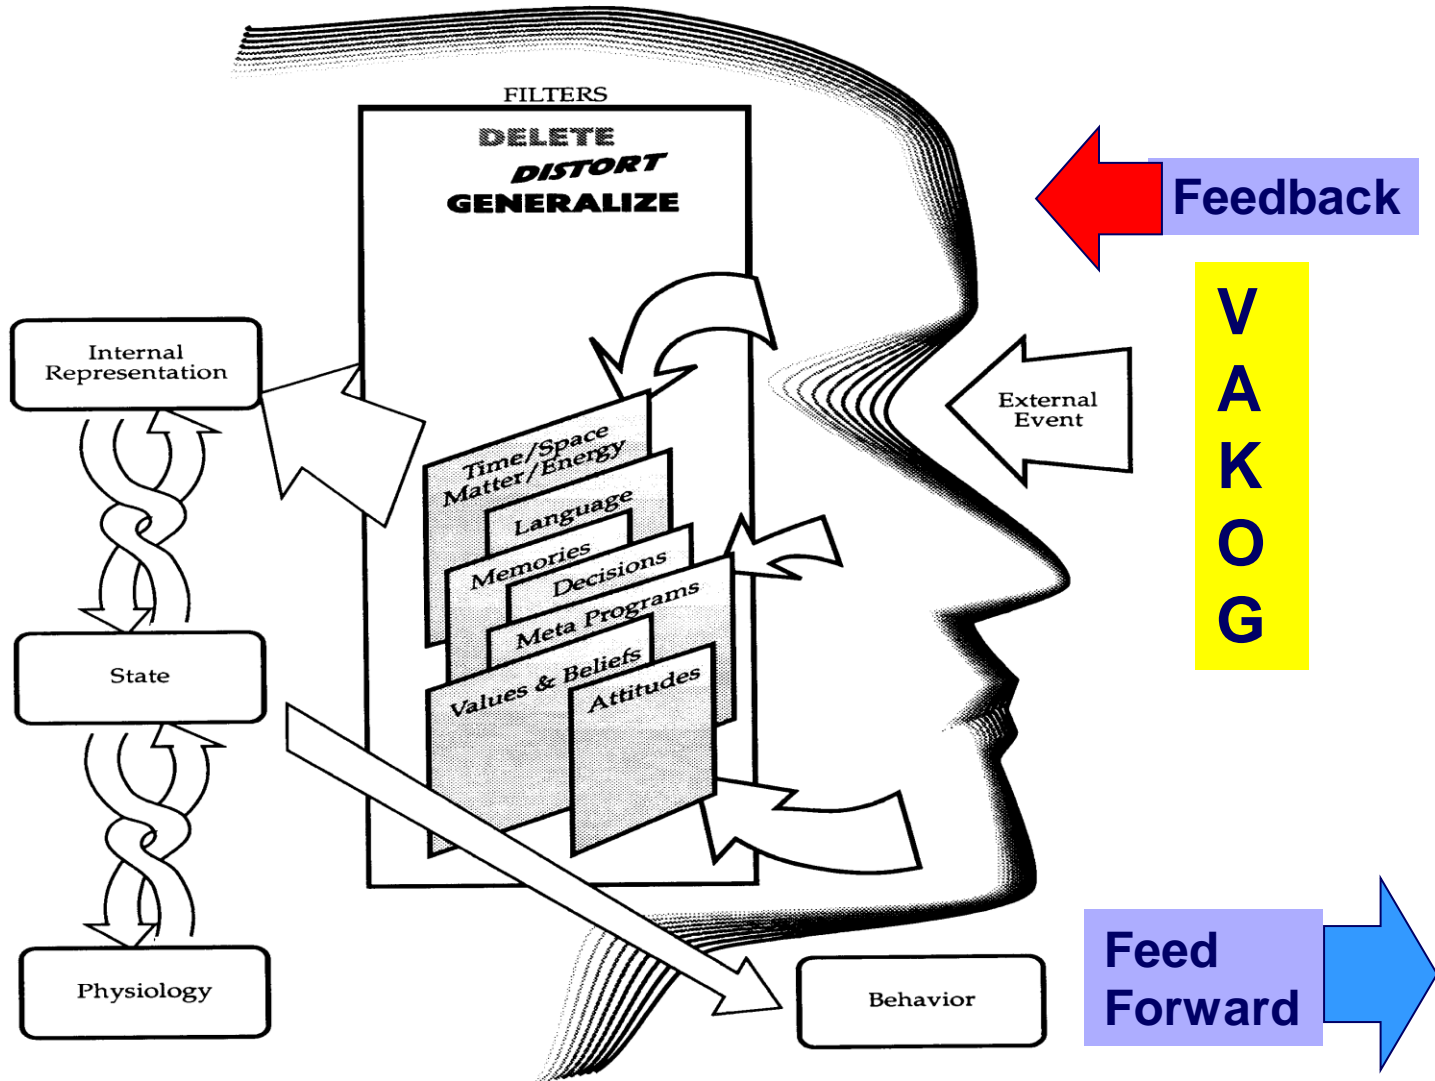 FILTERS
DELETE
DISTORT
GENERALIZE
Feedback
V
A
K
O
G
Internal
Representation
External
Event
Time/Space
Matter/Energy
Language
Memories
Decisions
Meta Programs
Values & Beliefs
Attitudes
State
Physiology
Behavior
Feed
Forward